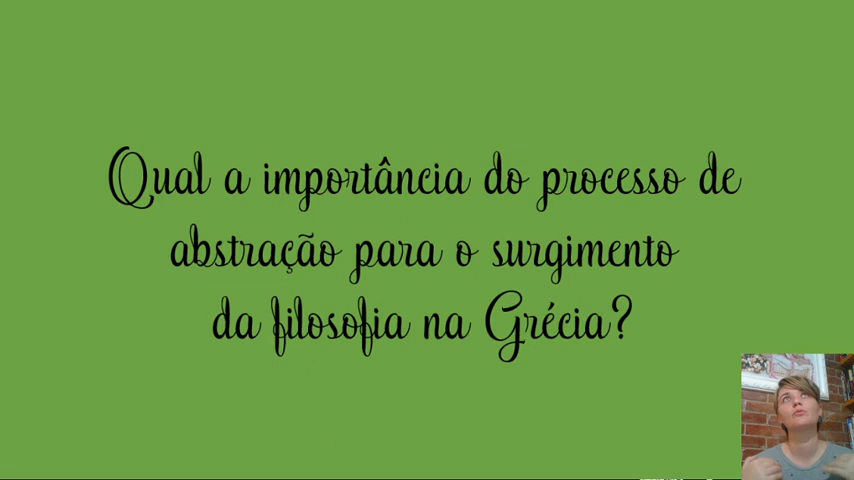 Qual a importância do processo de
abstração para o surgimento
da filosofia na Grécia?